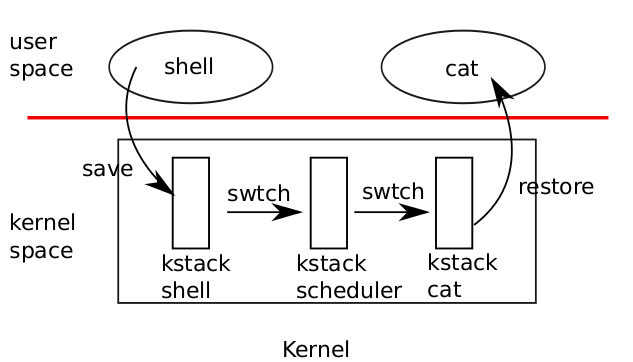 user
space
shell
cat
save
swtch
swtch
restore
kernel
space
kstack
shell
kstack
scheduler
kstack
cat
Kernel